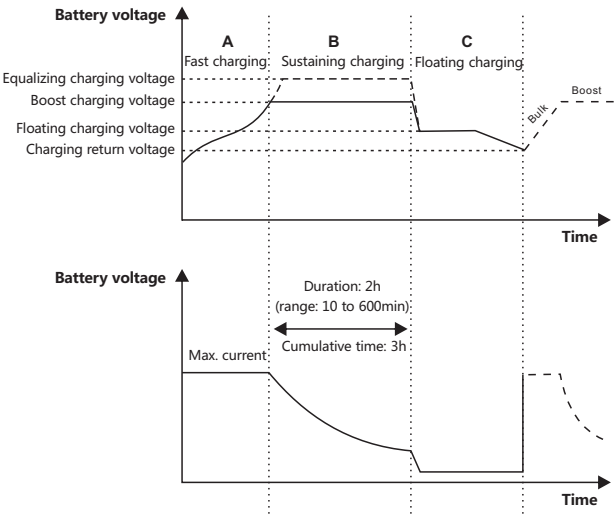 Battery voltage
A B C
Fast charging Sustaining charging Floating charging
Equalizing charging voltage
Boost charging voltage
Boost
Bulk
Floating charging voltage
Charging return voltage
Time
Battery voltage
Duration: 2h
(range: 10 to 600min)
Cumulative time: 3h
Max. current
Time